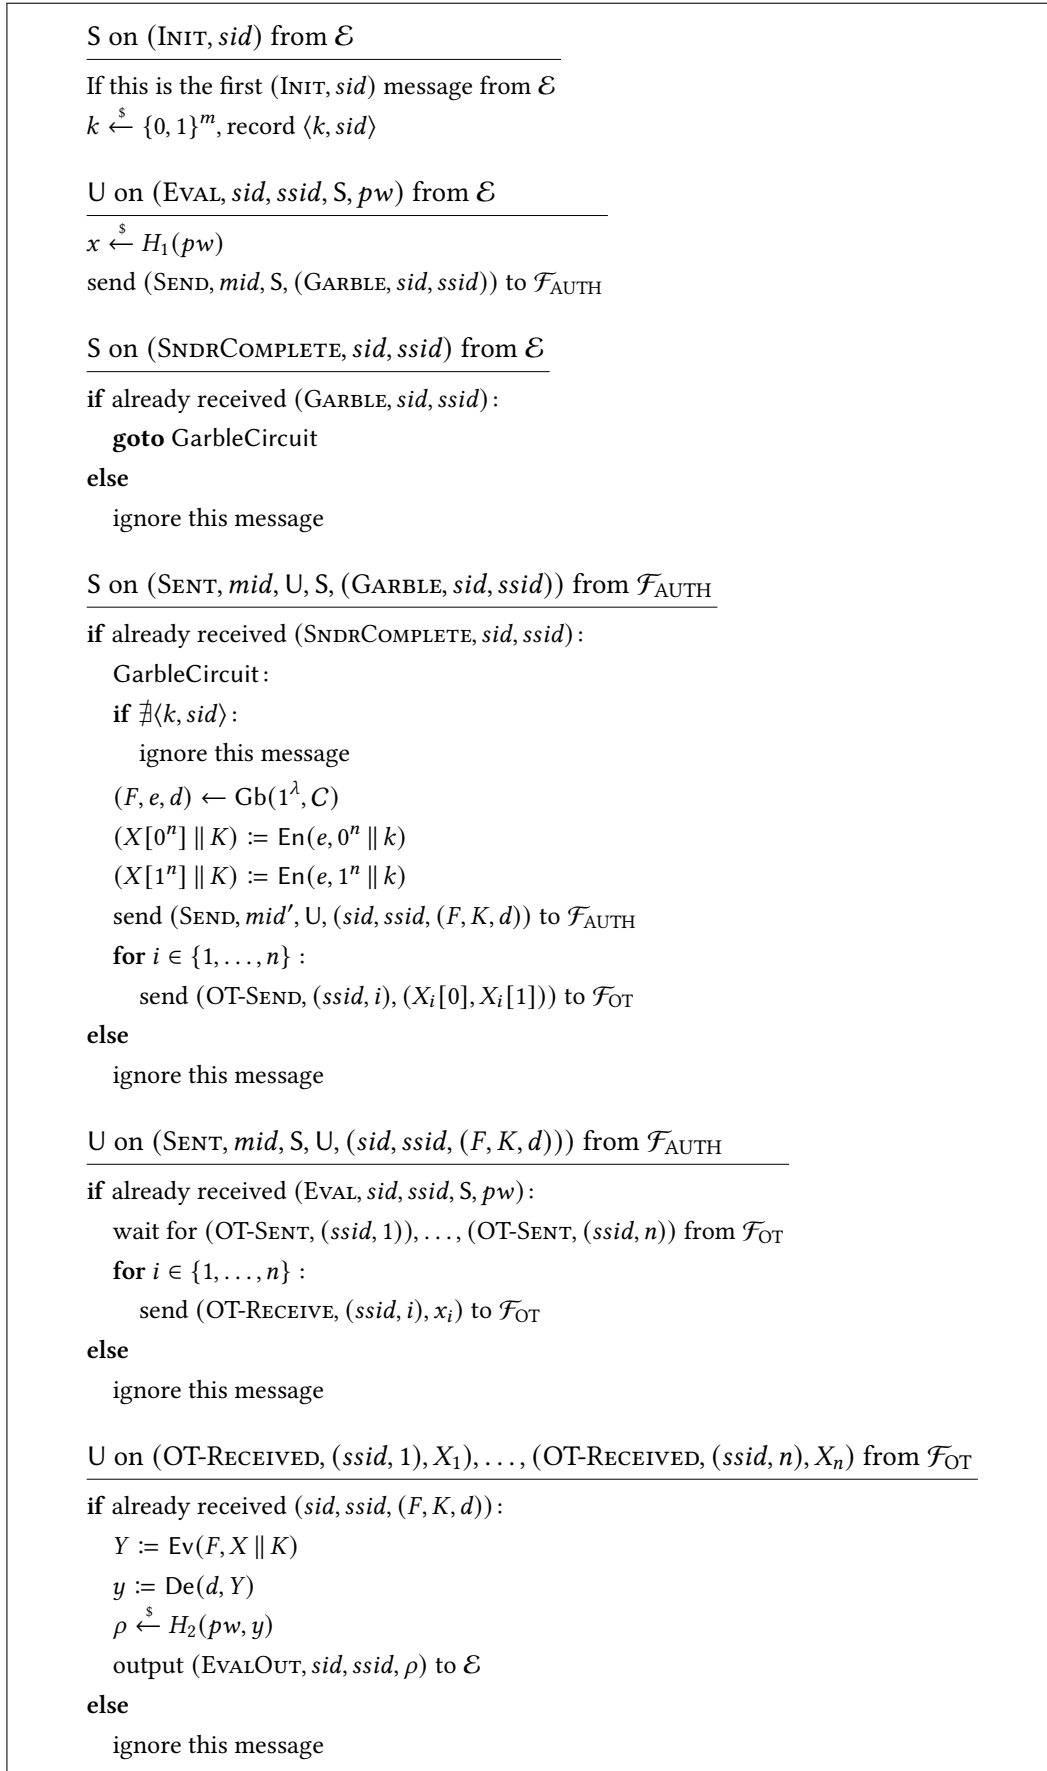 S on (INIT, sid) from ℰ
If this is the first (INIT, sid) message from ℰ
k ←$ {0, 1}^m, record ⟨k, sid⟩
U on (EVAL, sid, ssid, S, pw) from ℰ
x ←$ H₁(pw)
send (SEND, mid, S, (GARBLE, sid, ssid)) to ℱ_AUTH
S on (SNDRCOMPLETE, sid, ssid) from ℰ
if already received (GARBLE, sid, ssid) :
goto GarbleCircuit
else
ignore this message
S on (SENT, mid, U, S, (GARBLE, sid, ssid)) from ℱ_AUTH
if already received (SNDRCOMPLETE, sid, ssid) :
GarbleCircuit :
if ∄⟨k, sid⟩ :
ignore this message
(F, e, d) ← Gb(1^λ, C)
(X[0^n] ∥ K) := En(e, 0^n ∥ k)
(X[1^n] ∥ K) := En(e, 1^n ∥ k)
send (SEND, mid′, U, (sid, ssid, (F, K, d)) to ℱ_AUTH
for i ∈ {1, . . . , n} :
send (OT-SEND, (ssid, i), (X_i[0], X_i[1])) to ℱ_OT
else
ignore this message
U on (SENT, mid, S, U, (sid, ssid, (F, K, d))) from ℱ_AUTH
if already received (EVAL, sid, ssid, S, pw) :
wait for (OT-SENT, (ssid, 1)), . . . , (OT-SENT, (ssid, n)) from ℱ_OT
for i ∈ {1, . . . , n} :
send (OT-RECEIVE, (ssid, i), x_i) to ℱ_OT
else
ignore this message
U on (OT-RECEIVED, (ssid, 1), X₁), . . . , (OT-RECEIVED, (ssid, n), X_n) from ℱ_OT
if already received (sid, ssid, (F, K, d)) :
Y := Ev(F, X ∥ K)
y := De(d, Y)
ρ ←$ H₂(pw, y)
output (EVALOUT, sid, ssid, ρ) to ℰ
else
ignore this message